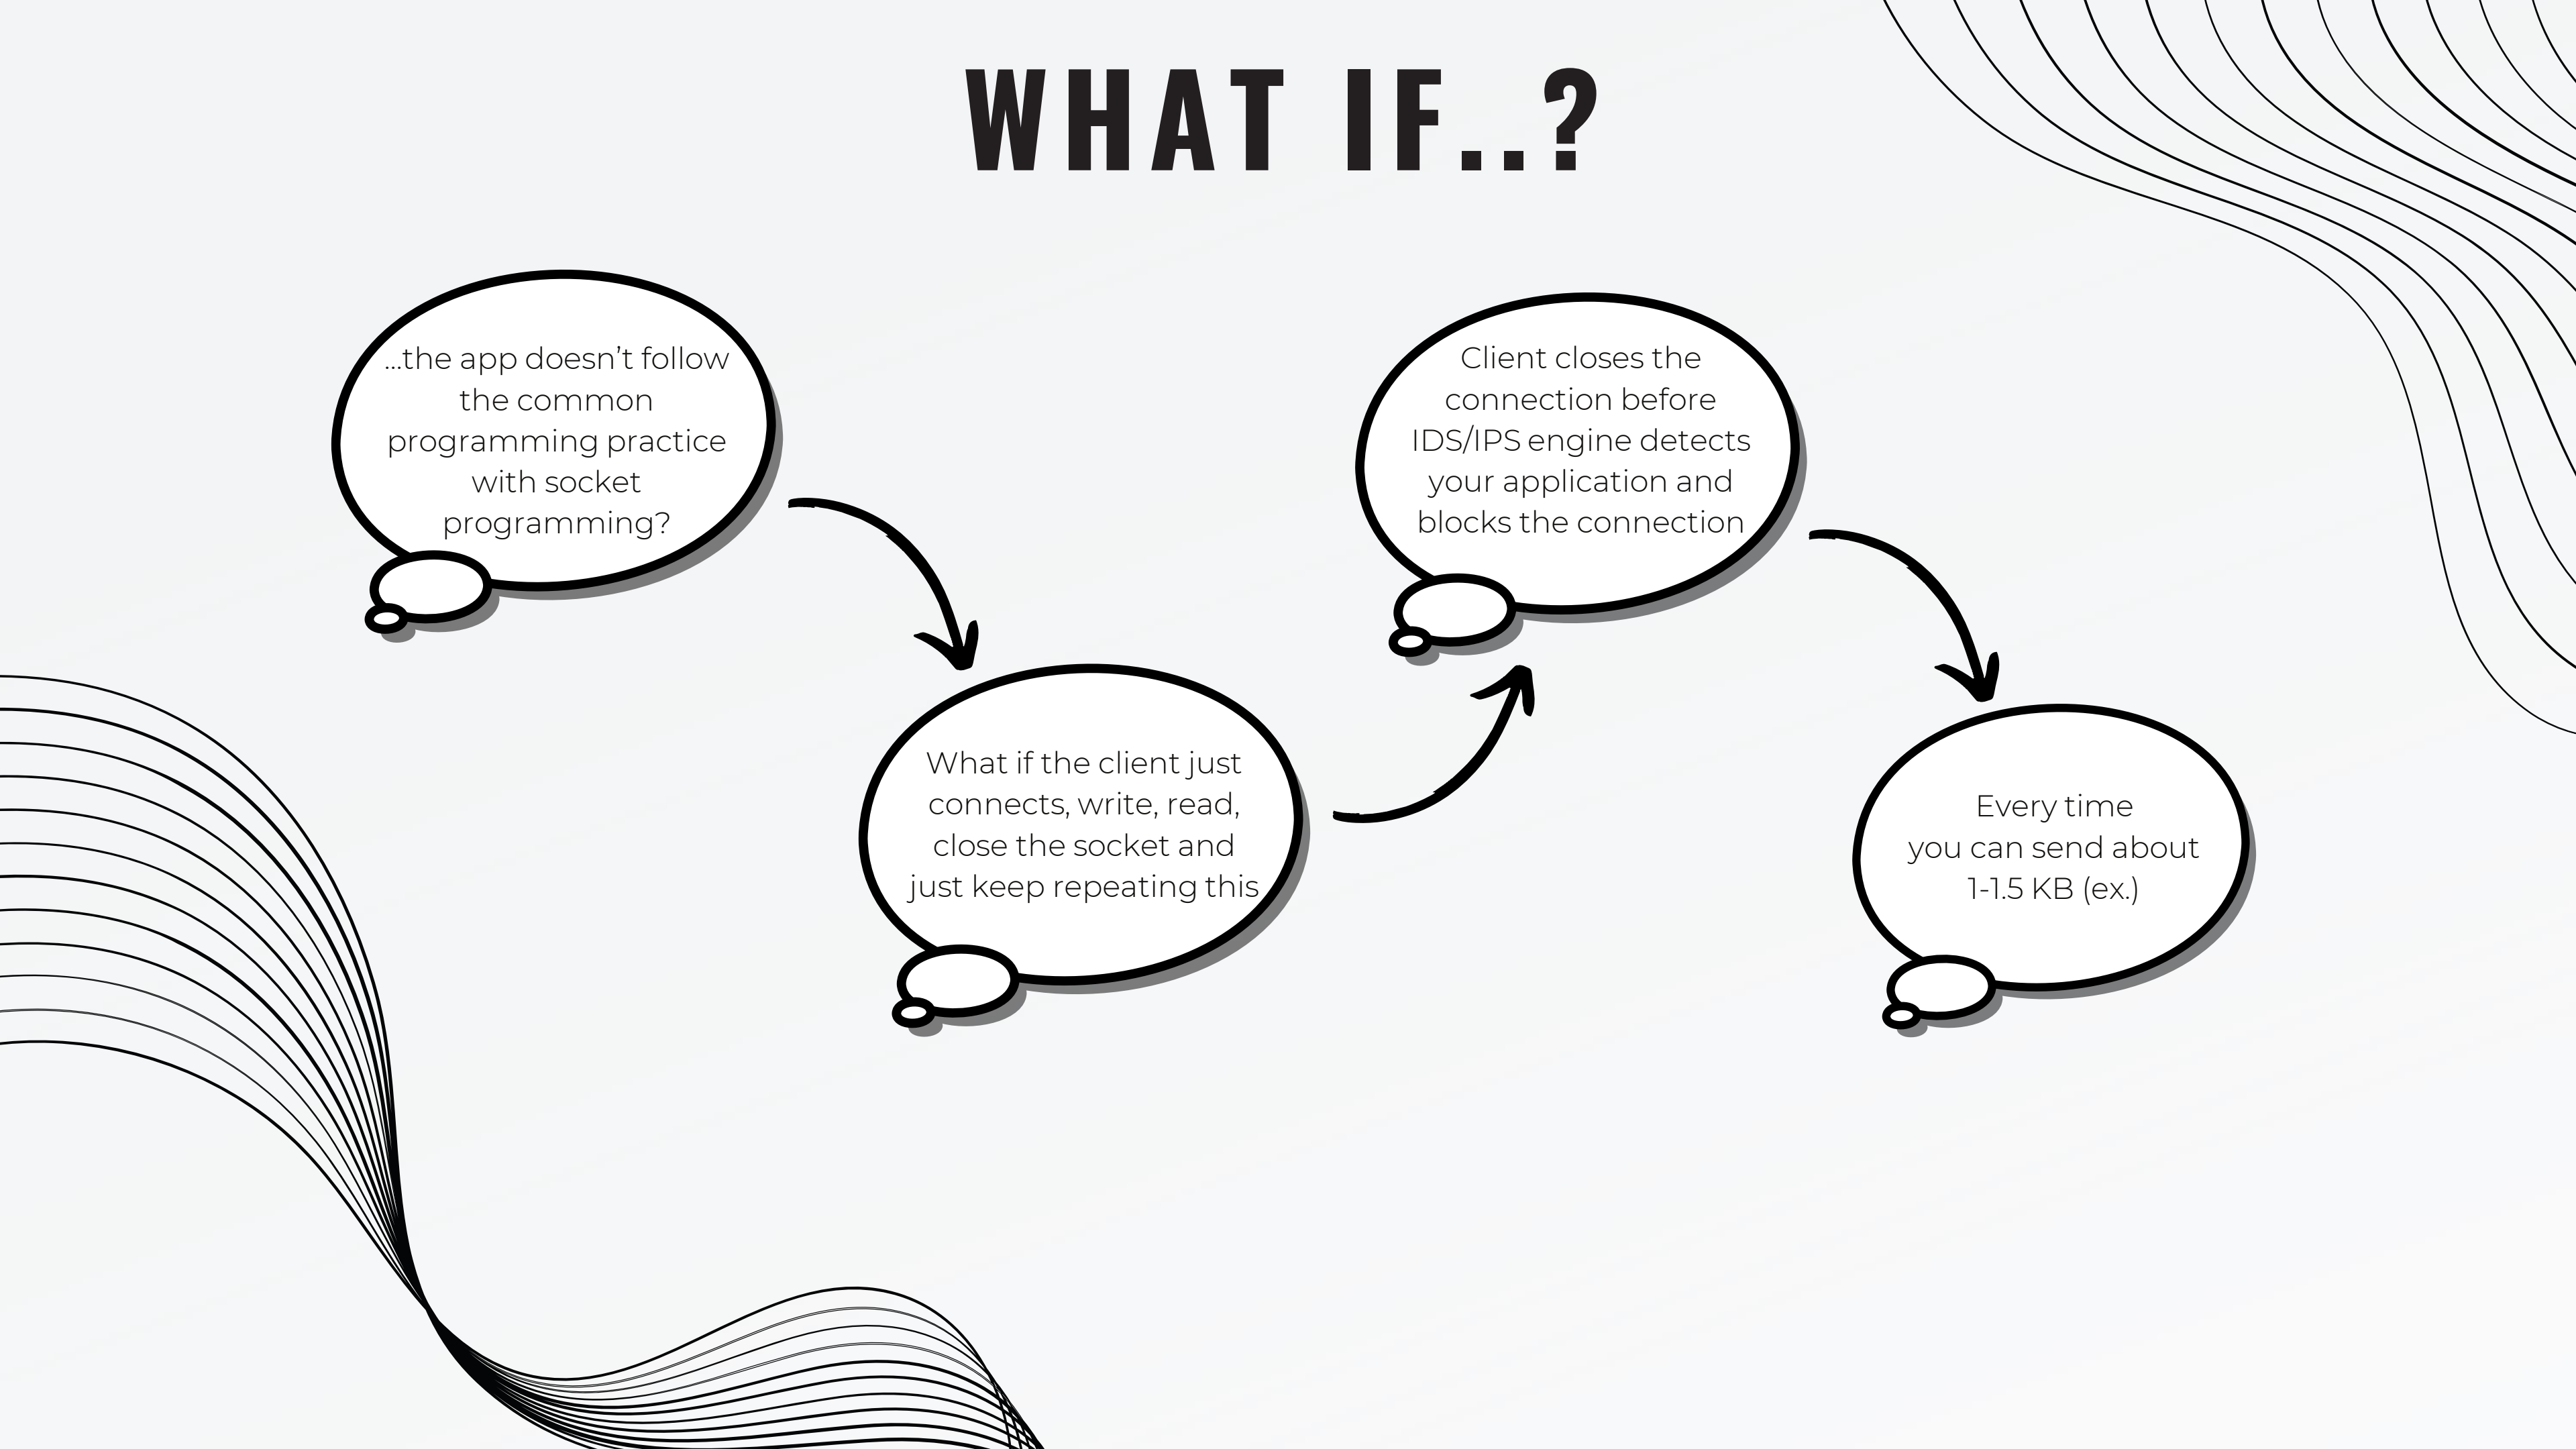 WHAT IF..?
...the app doesn't follow
the common
programming practice
with socket
programming?
What if the client just
connects, write, read,
close the socket and
just keep repeating this
Client closes the
connection before
IDS/IPS engine detects
your application and
blocks the connection
Every time
you can send about
1-1.5 KB (ex.)